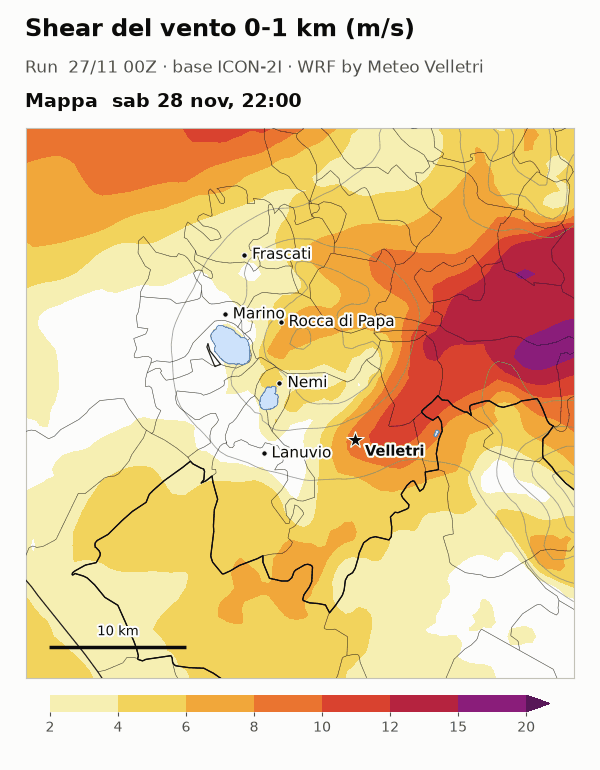 Shear del vento 0-1 km (m/s)
Run  27/11 00Z · base ICON-2I · WRF by Meteo Velletri
Mappa  sab 28 nov, 22:00
Frascati
Marino
Rocca di Papa
Nemi
Velletri
Lanuvio
10 km
2 4 6 8 10 12 15 20